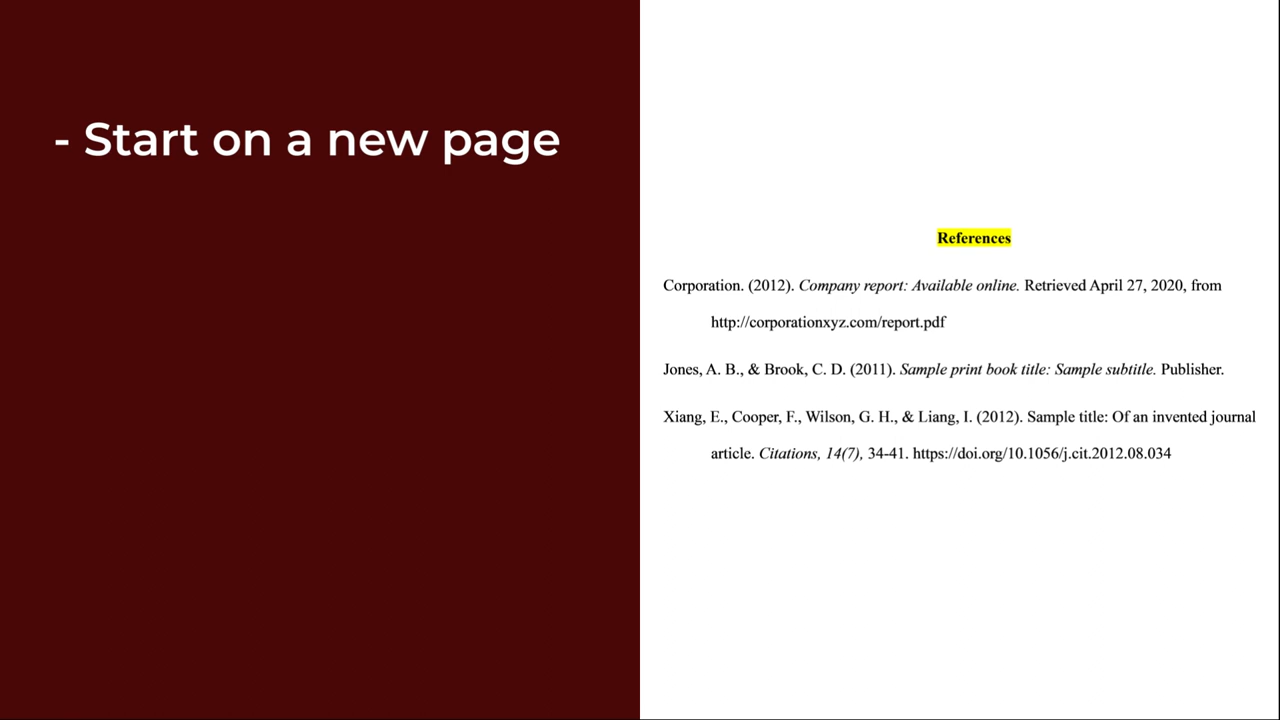 - Start on a new page
References
Corporation. (2012). Company report: Available online. Retrieved April 27, 2020, from
http://corporationxyz.com/report.pdf
Jones, A. B., & Brook, C. D. (2011). Sample print book title: Sample subtitle. Publisher.
Xiang, E., Cooper, F., Wilson, G. H., & Liang, I. (2012). Sample title: Of an invented journal
article. Citations, 14(7), 34-41. https://doi.org/10.1056/j.cit.2012.08.034